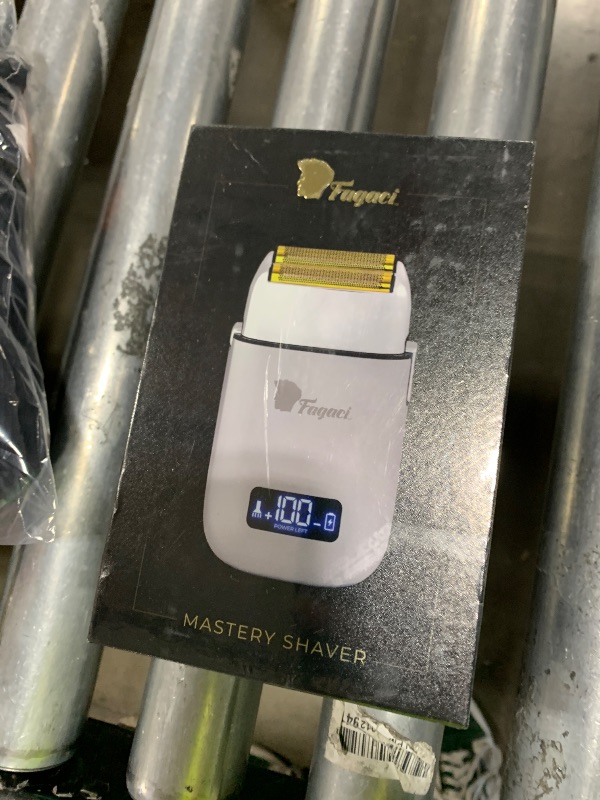 Fagaci
Fagaci
+100-
POWER LEFT
MASTERY SHAVER